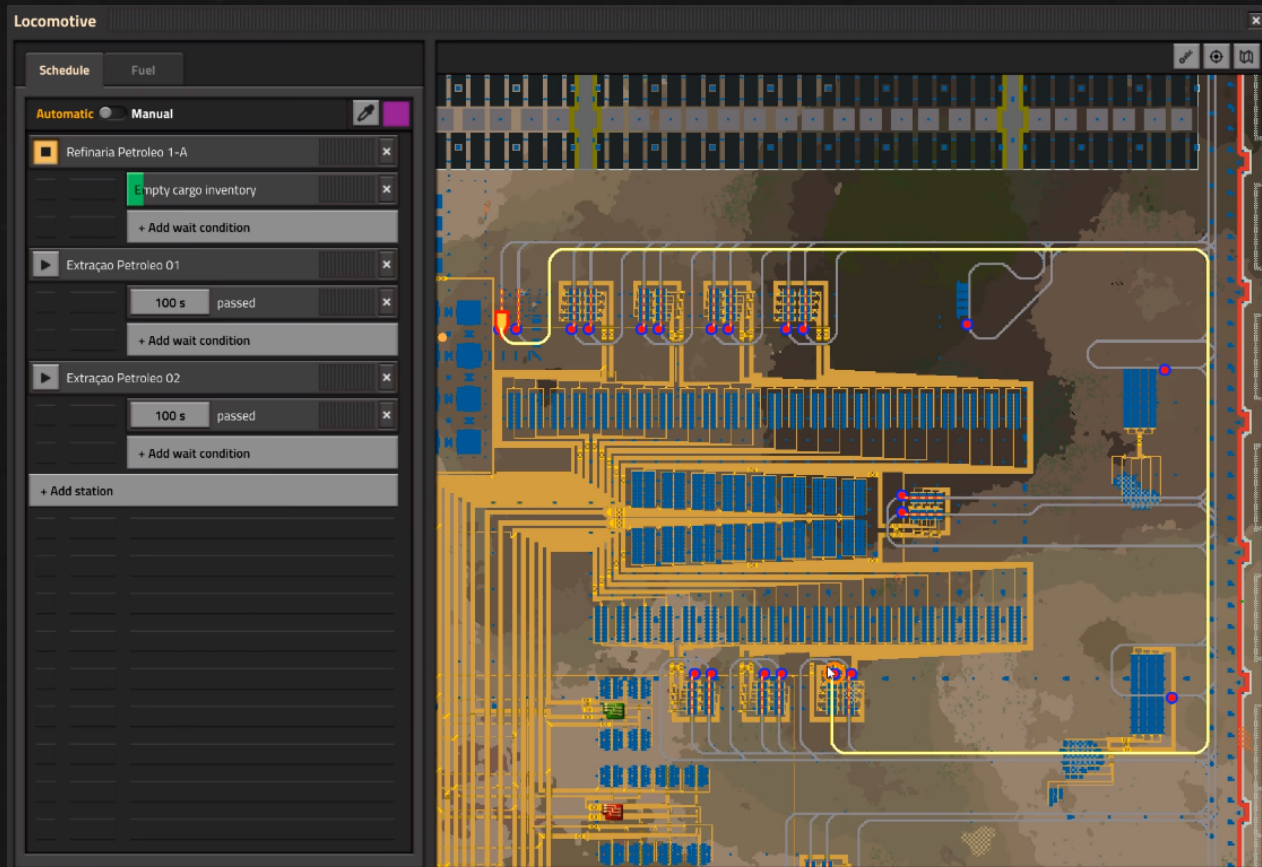 Locomotive
Schedule
Fuel
Automatic
Manual
Refinaria Petroleo 1-A
Empty cargo inventory
+ Add wait condition
Extraçao Petroleo 01
100 s
passed
+ Add wait condition
Extraçao Petroleo 02
100 s
passed
+ Add wait condition
+ Add station